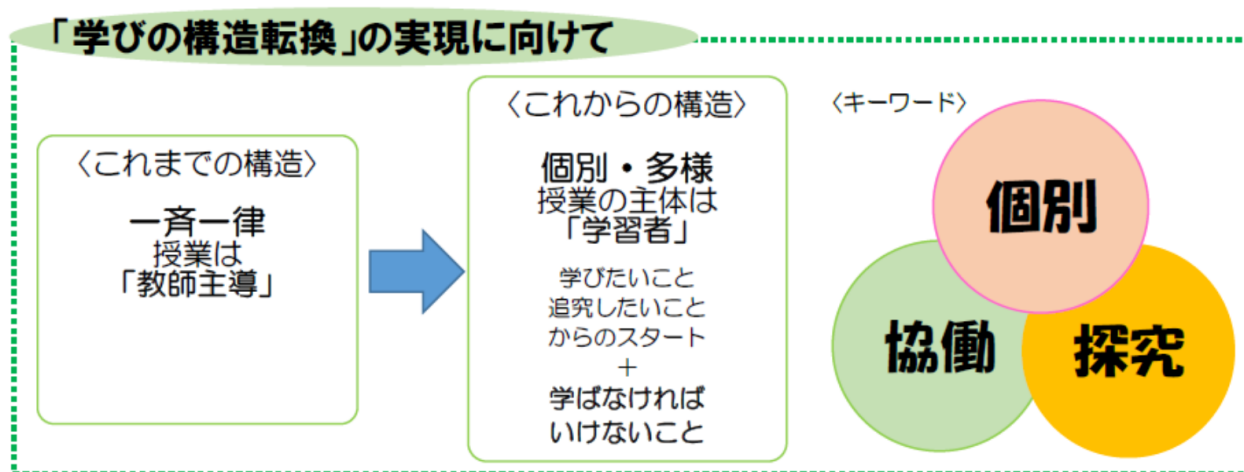 「学びの構造転換」の実現に向けて
〈これまでの構造〉
一斉一律
授業は
「教師主導」
〈これからの構造〉
個別・多様
授業の主体は
「学習者」
学びたいこと
追究したいこと
からのスタート
+
学ばなければ
いけないこと
〈キーワード〉
個別
協働
探究